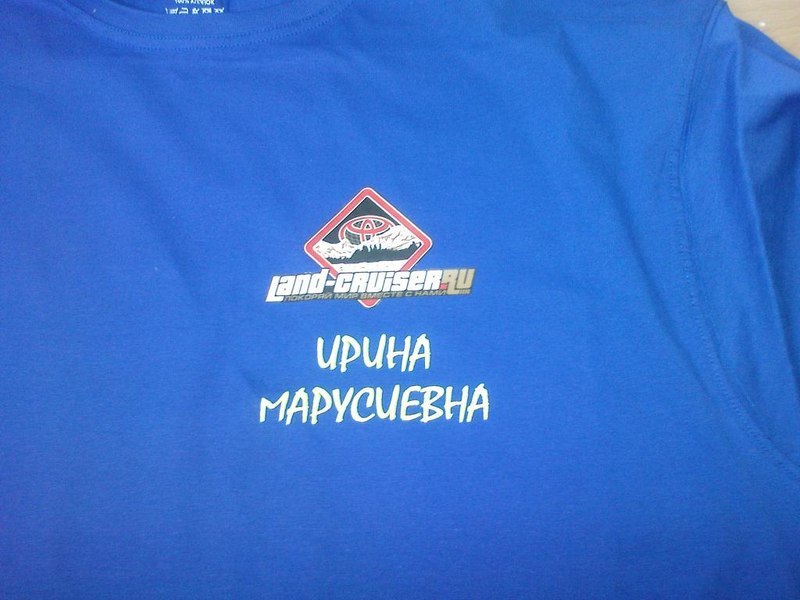 Land-Cruiser.RU
ПОКОРЯЙ МИР ВМЕСТЕ С НАМИ
ИРИНА
МАРУСИЕВНА